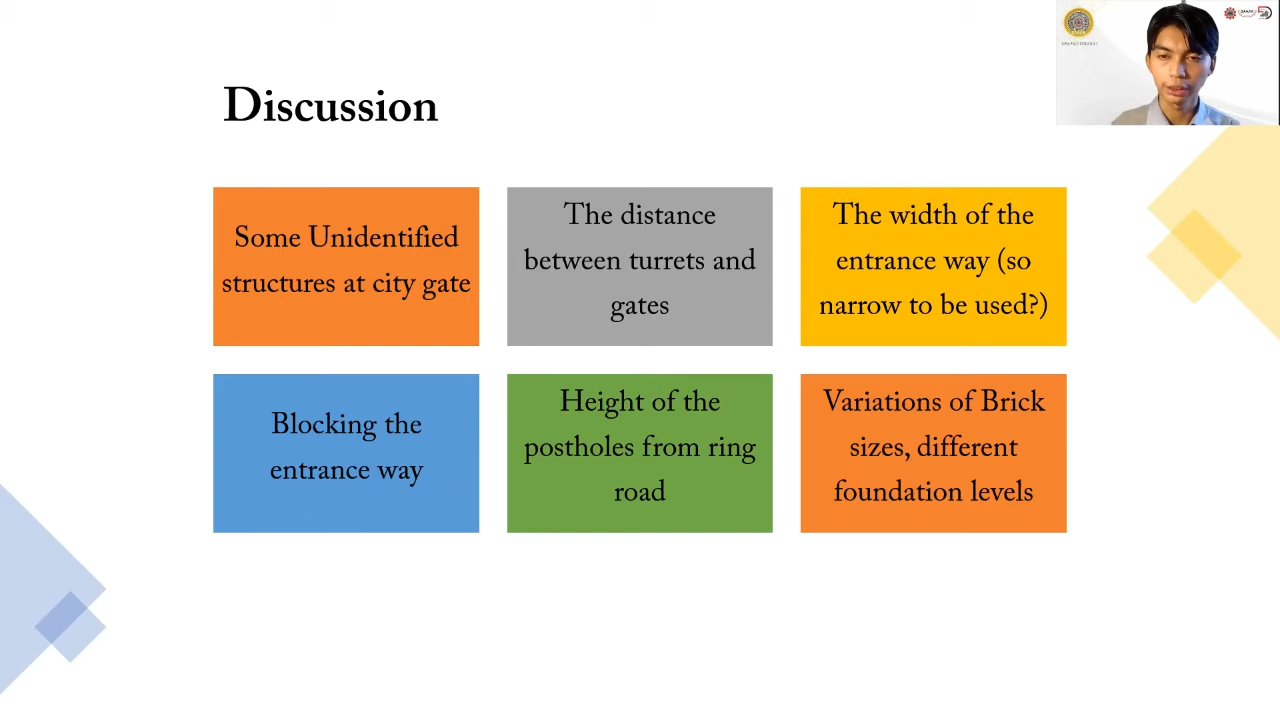 Discussion
Some Unidentified
structures at city gate
The distance
between turrets and
gates
The width of the
entrance way (so
narrow to be used?)
Blocking the
entrance way
Height of the
postholes from ring
road
Variations of Brick
sizes, different
foundation levels